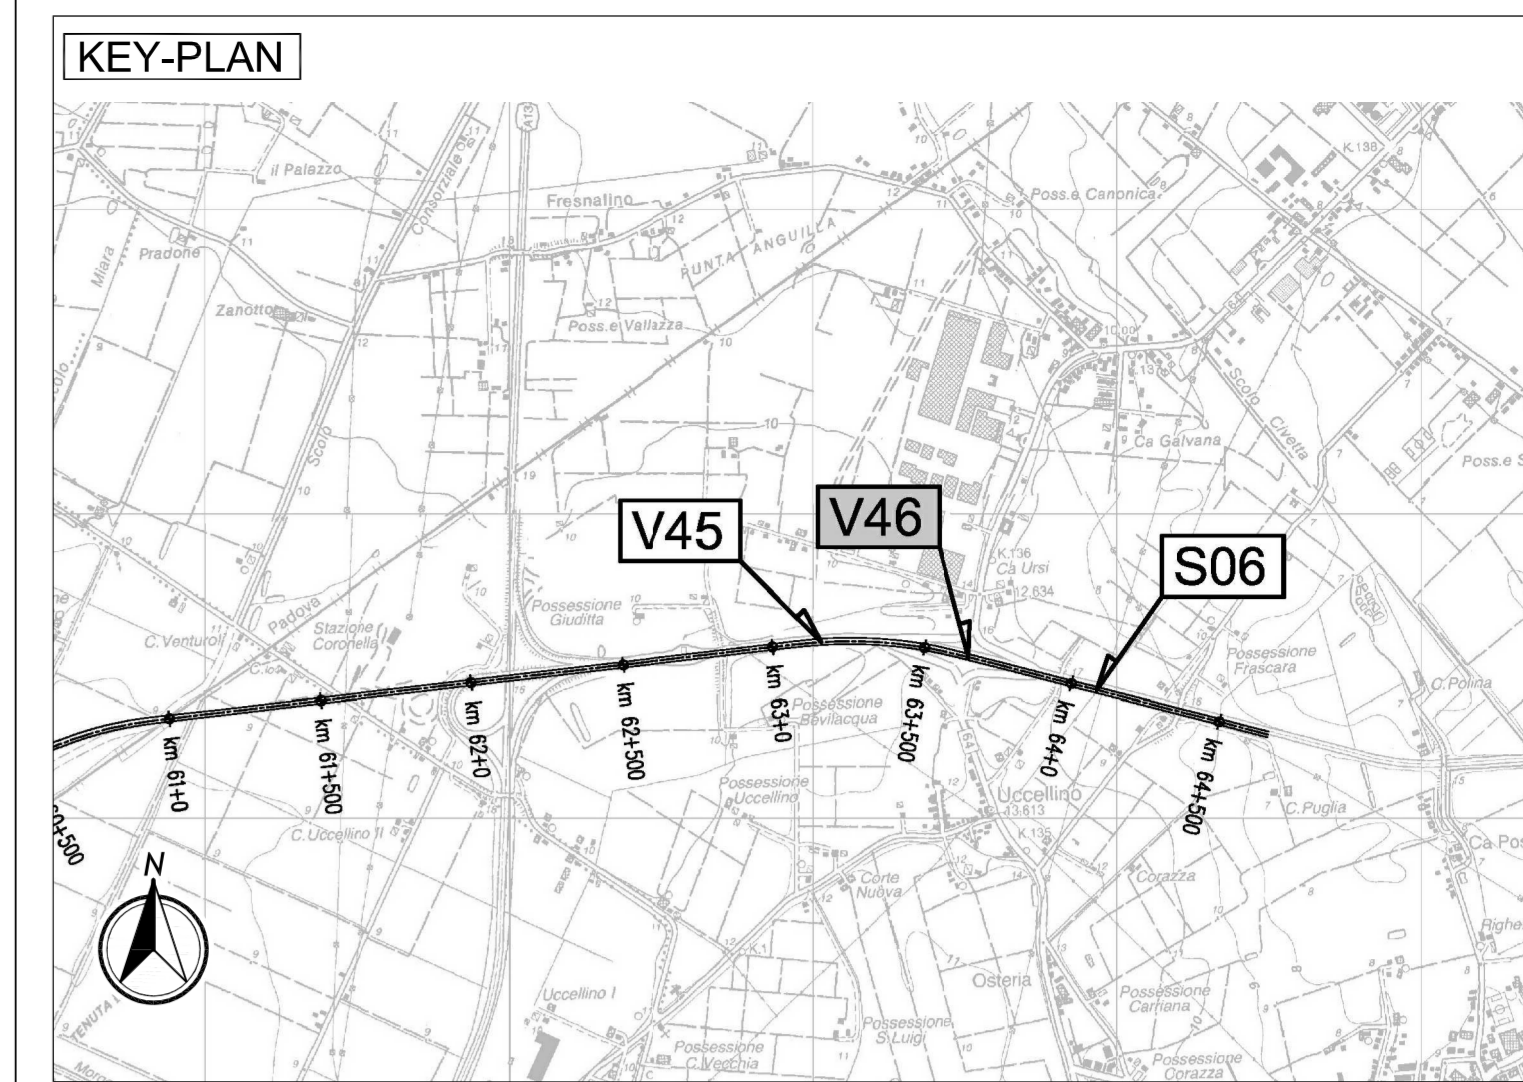 KEY-PLAN
A13
il Palazzo
K.138
Consorziale
Fresnalino
Poss.e Canonica
Miara
Pradone
PUNTA ANGUILLA
Zanotto
Poss.e Vallazza
10
K.137
Scolo
Scolo Civetta
Ca Galvana
19
V45
V46
S06
K.136
Ca Ursi
12.634
Padova
C. Venturoli
Stazione
Coronella
Possessione
Giuditta
Possessione
Frascara
C. Polina
Possessione
Bevilacqua
km 61+0
km 61+500
km 62+0
km 62+500
km 63+0
km 63+500
km 64+0
km 64+500
Possessione
Uccellino
Uccellino
13.613
C. Puglia
C. Uccellino II
K.135
N
Corte
Nuova
Corazza
K.1
Osteria
Uccellino I
Possessione
Carriana
Possessione
S. Luigi
TENUTA
Possessione
C. Vecchia
Possessione
Corazza